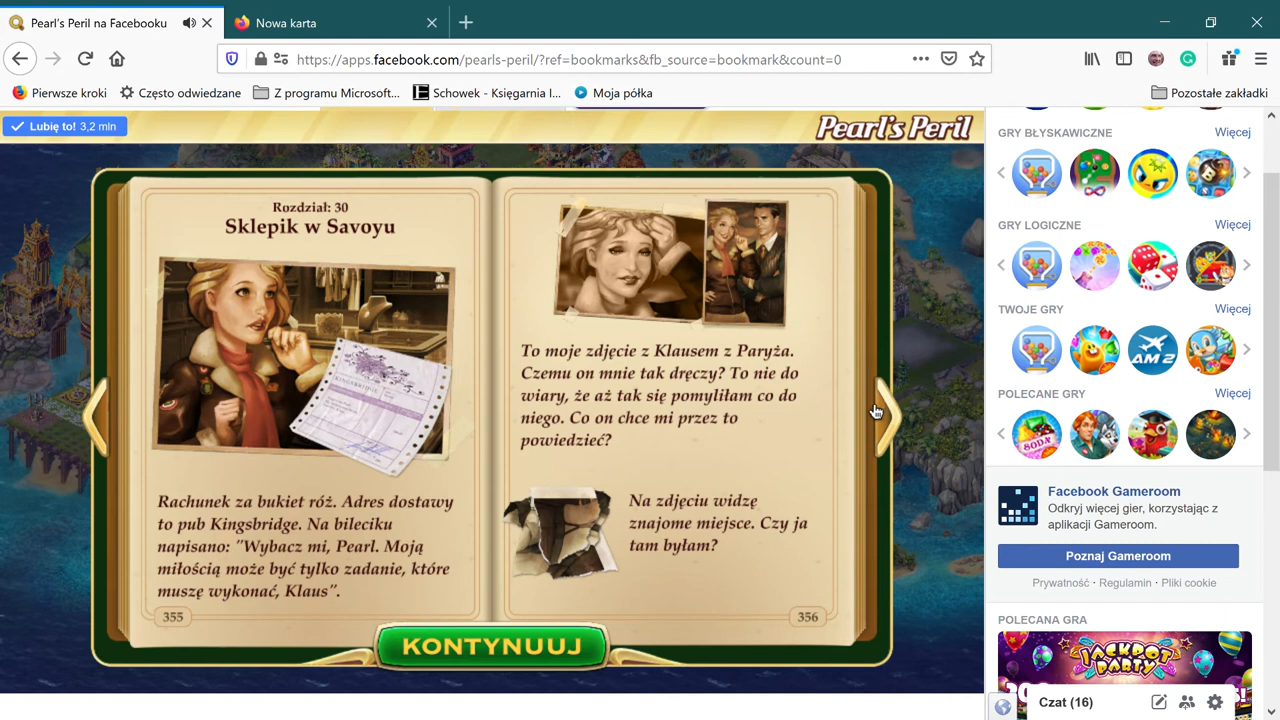 Pearl's Peril na Facebooku
Nowa karta
https://apps.facebook.com/pearls-peril/?ref=bookmarks&fb_source=bookmark&count=0
Pierwsze kroki
Często odwiedzane
Z programu Microsoft...
Schowek - Księgarnia I...
Moja półka
Pozostałe zakładki
Lubię to! 3,2 mln
Pearl's Peril
Rozdział: 30
Sklepik w Savoyu
KINGSBRIDGE
Rachunek za bukiet róż. Adres dostawy
to pub Kingsbridge. Na bileciku
napisano: "Wybacz mi, Pearl. Moją
miłością może być tylko zadanie, które
muszę wykonać, Klaus".
355
To moje zdjęcie z Klausem z Paryża.
Czemu on mnie tak dręczy? To nie do
wiary, że aż tak się pomyliłam co do
niego. Co on chce mi przez to
powiedzieć?
Na zdjęciu widzę
znajome miejsce. Czy ja
tam byłam?
356
KONTYNUUJ
GRY BŁYSKAWICZNE
Więcej
GRY LOGICZNE
Więcej
TWOJE GRY
Więcej
AM 2
POLECANE GRY
Więcej
SODA
Facebook Gameroom
Odkryj więcej gier, korzystając z
aplikacji Gameroom.
Poznaj Gameroom
Prywatność · Regulamin · Pliki cookie
POLECANA GRA
JACKPOT
PARTY
Czat (16)